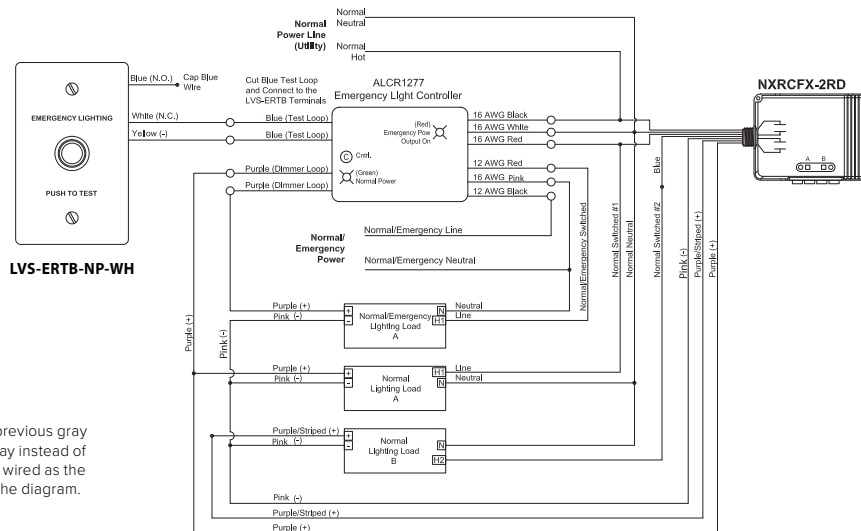 Normal
Neutral
Normal
Power Line
(Utility)
Normal
Hot
Blue (N.O.)
Cap Blue
Wire
Cut Blue Test Loop
and Connect to the
LVS-ERTB Terminals
ALCR1277
Emergency Light Controller
NXRCFX-2RD
EMERGENCY LIGHTING
PUSH TO TEST
LVS-ERTB-NP-WH
White (N.C.)
Yellow (-)
Blue (Test Loop)
Blue (Test Loop)
Purple (Dimmer Loop)
Purple (Dimmer Loop)
(Red)
Emergency Pow
Output On
C Cntrl.
(Green)
Normal Power
16 AWG Black
16 AWG White
16 AWG Red
12 AWG Red
16 AWG Pink
12 AWG Black
A B
Normal/
Emergency
Power
Normal/Emergency Line
Normal/Emergency Neutral
Normal/Emergency Switched
Normal Switched #1
Normal Neutral
Normal Switched #2
Blue
Pink (-)
Purple/Striped (+)
Purple (+)
Purple (+)
Pink (-)
Purple (+)
Pink (-)
+
-
Normal/Emergency
Lighting Load
A
N
H1
Neutral
Line
Purple (+)
Pink (-)
+
-
Normal
Lighting Load
A
H1
N
Line
Neutral
Purple/Striped (+)
Pink (-)
+
-
Normal
Lighting Load
B
N
H2
Pink (-)
Purple/Striped (+)
Purple (+)
previous gray
ay instead of
wired as the
he diagram.